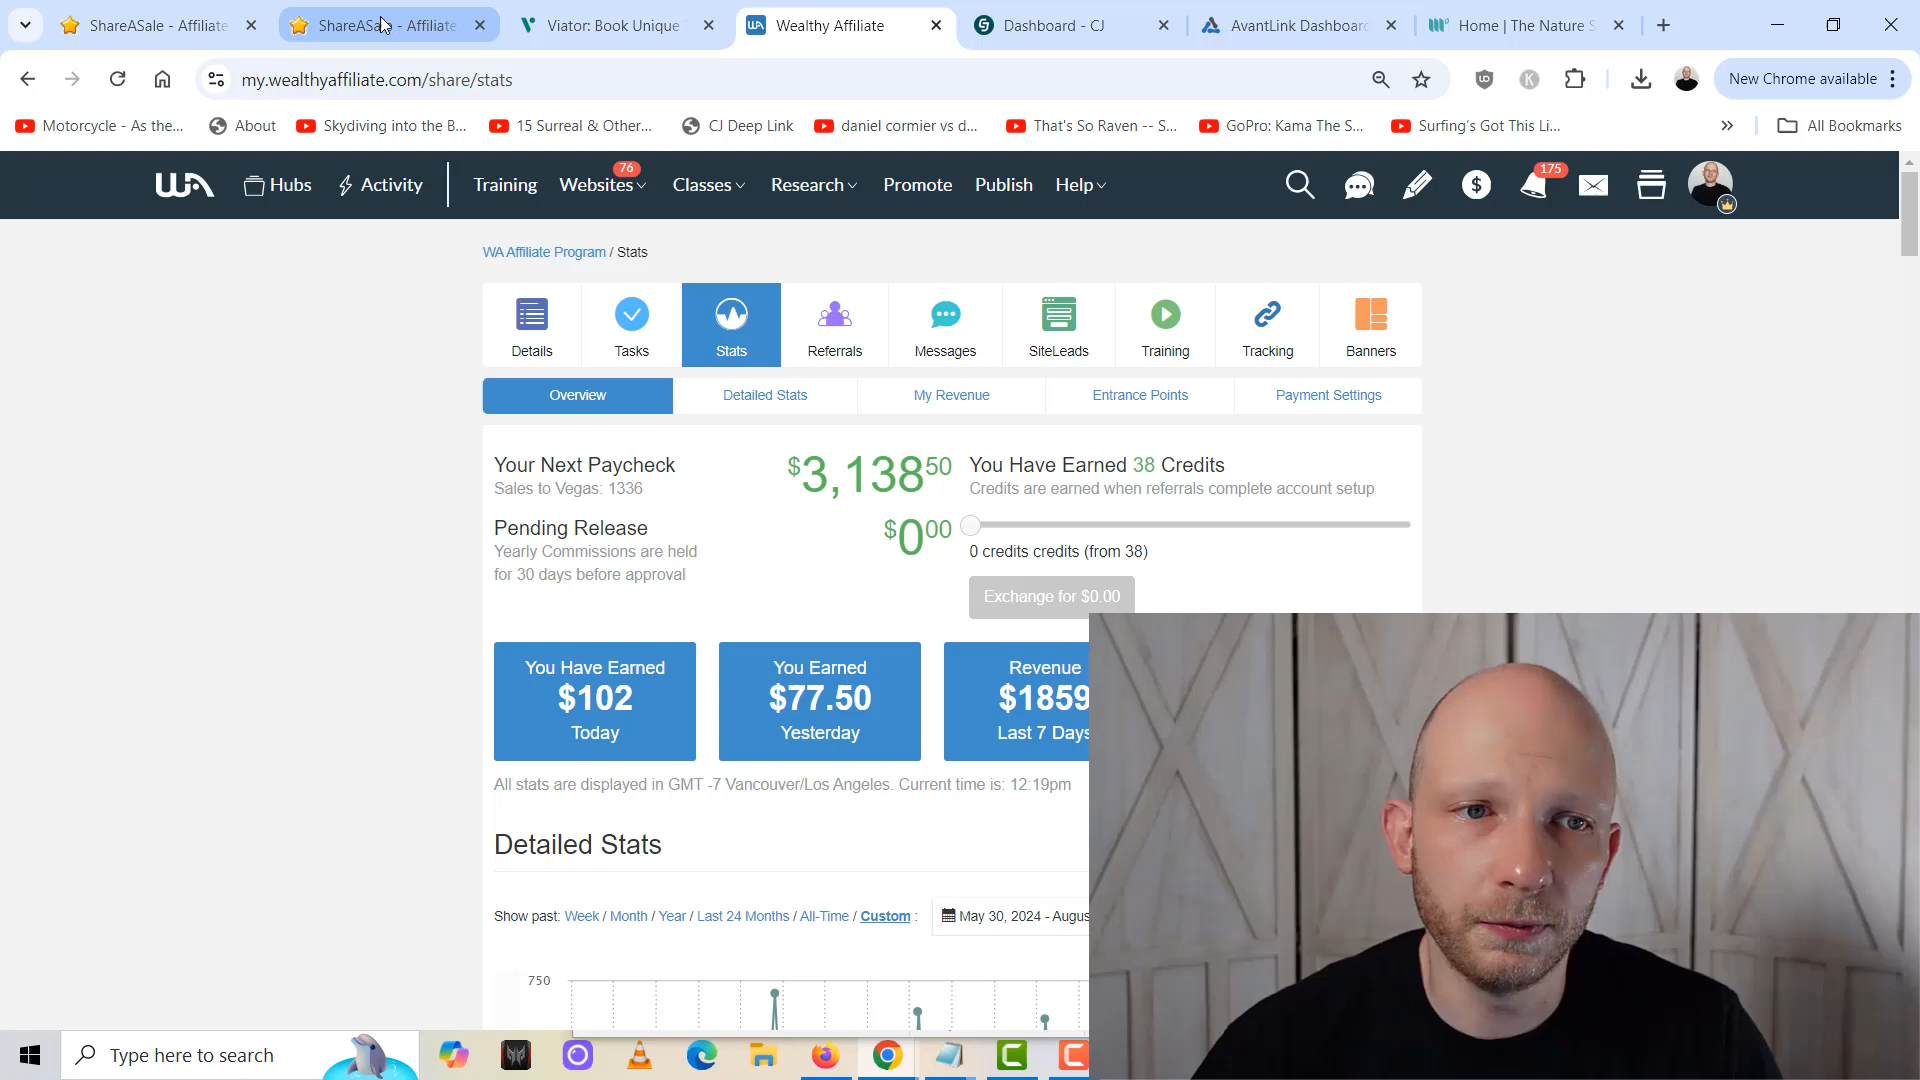 ShareASale - Affiliate
ShareASale - Affiliate
Viator: Book Unique T
Wealthy Affiliate
Dashboard - CJ
AvantLink Dashboard
Home | The Nature S
my.wealthyaffiliate.com/share/stats
New Chrome available
Motorcycle - As the...
About
Skydiving into the B...
15 Surreal & Other...
CJ Deep Link
daniel cormier vs d...
That's So Raven -- S...
GoPro: Kama The S...
Surfing's Got This Li...
All Bookmarks
WA
Hubs
Activity
Training
Websites
76
Classes
Research
Promote
Publish
Help
175
WA Affiliate Program / Stats
Details
Tasks
Stats
Referrals
Messages
SiteLeads
Training
Tracking
Banners
Overview
Detailed Stats
My Revenue
Entrance Points
Payment Settings
Your Next Paycheck
Sales to Vegas: 1336
$3,138 50
You Have Earned 38 Credits
Credits are earned when referrals complete account setup
Pending Release
Yearly Commissions are held
for 30 days before approval
$0 00
0 credits credits (from 38)
Exchange for $0.00
You Have Earned
$102
Today
You Earned
$77.50
Yesterday
Revenue
$1859
Last 7 Days
All stats are displayed in GMT -7 Vancouver/Los Angeles. Current time is: 12:19pm
Detailed Stats
Show past: Week / Month / Year / Last 24 Months / All-Time / Custom :
May 30, 2024 - Augus
750
Type here to search